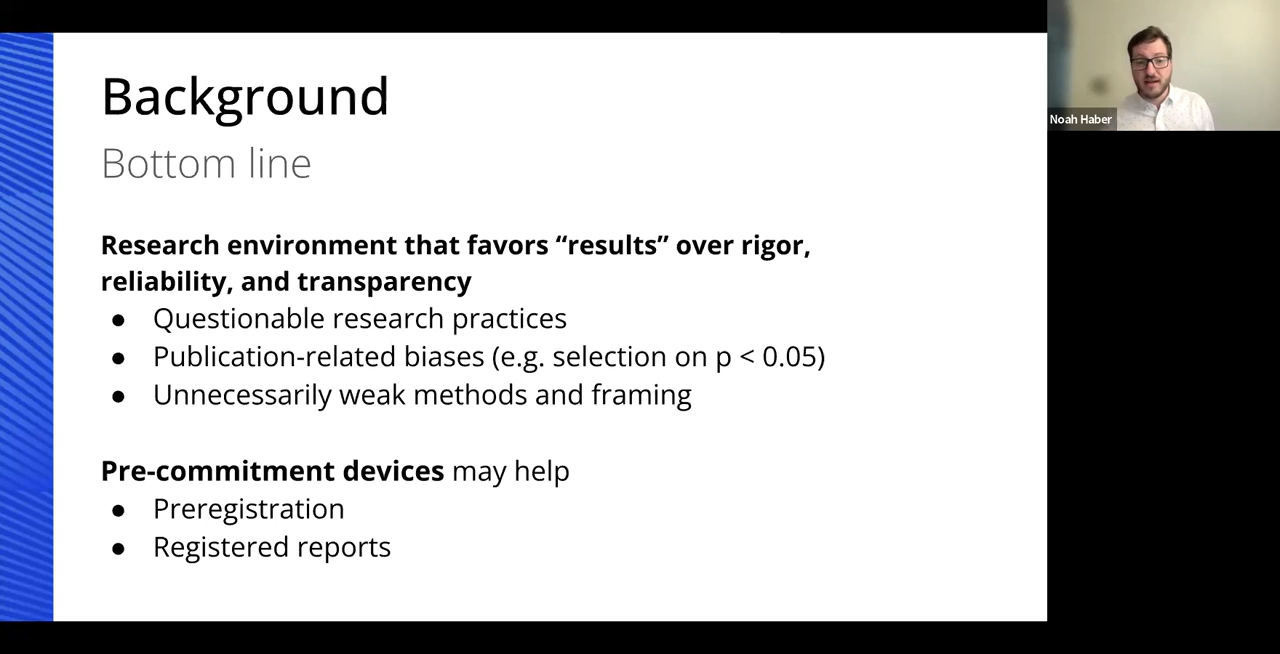 Background
Bottom line
Research environment that favors “results” over rigor,
reliability, and transparency
● Questionable research practices
● Publication-related biases (e.g. selection on p < 0.05)
● Unnecessarily weak methods and framing
Pre-commitment devices may help
● Preregistration
● Registered reports
Noah Haber